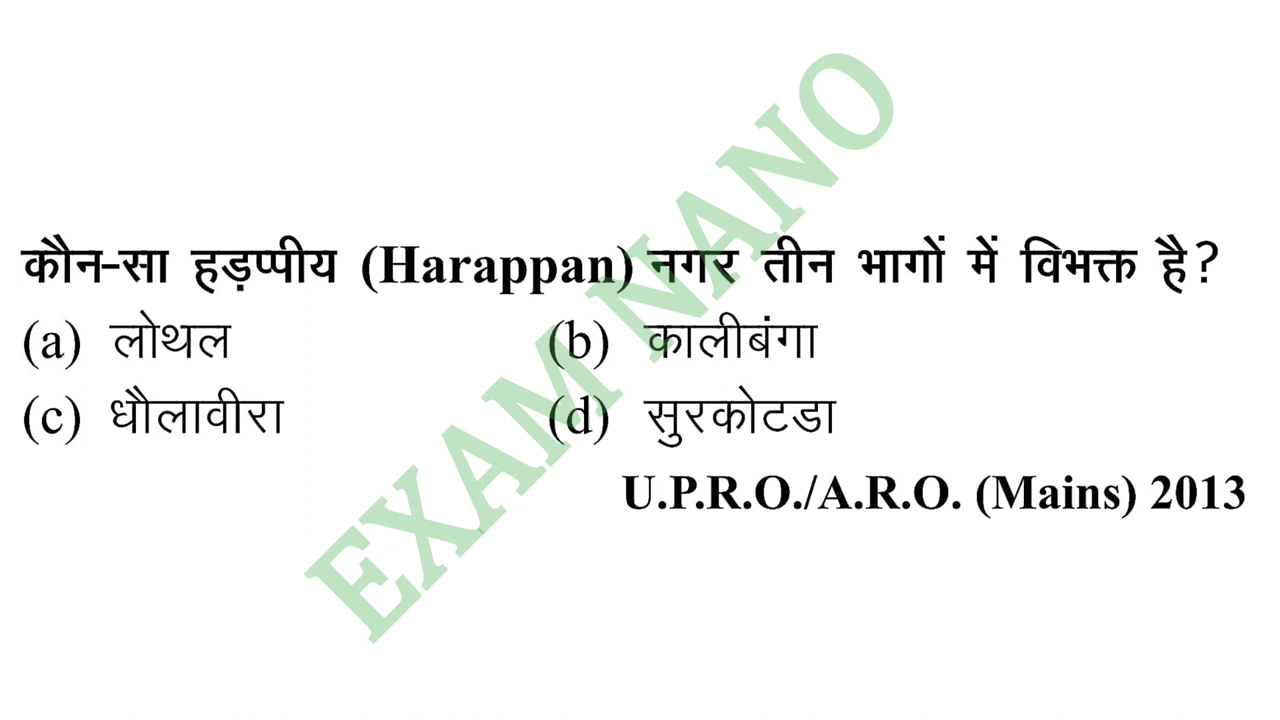 कौन-सा हड़प्पीय (Harappan) नगर तीन भागों में विभक्त है?
(a) लोथल (b) कालीबंगा
(c) धौलावीरा (d) सुरकोटडा
U.P.R.O./A.R.O. (Mains) 2013
EXAM NANO